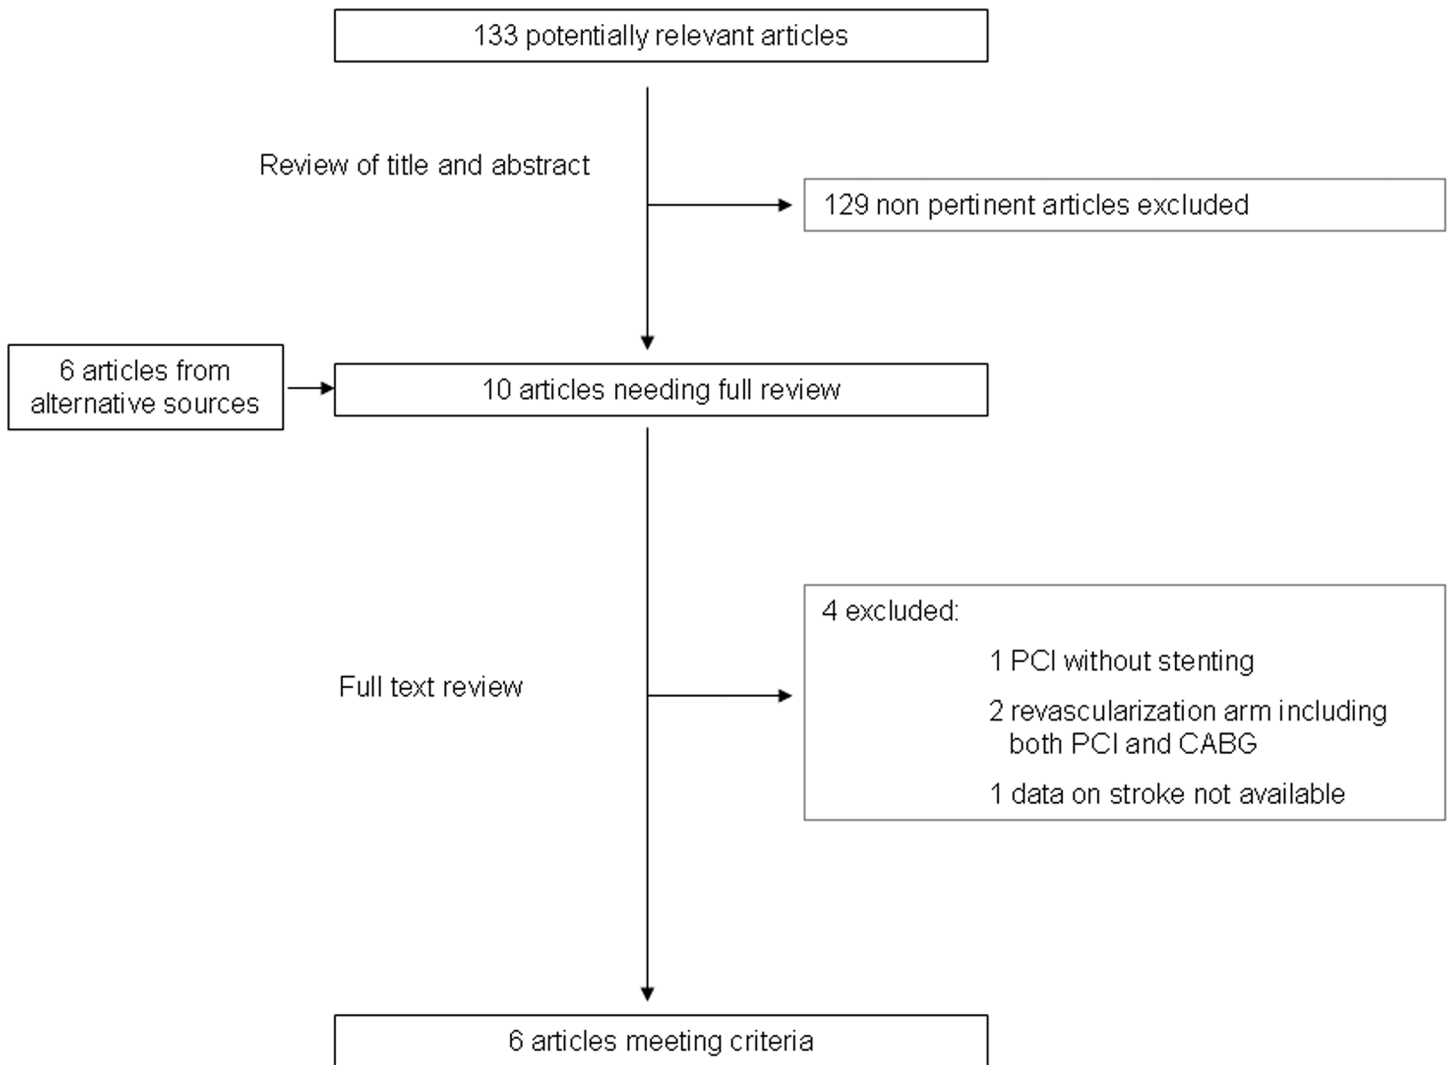 133 potentially relevant articles
Review of title and abstract
129 non pertinent articles excluded
6 articles from
alternative sources
10 articles needing full review
4 excluded:
1 PCI without stenting
2 revascularization arm including
both PCI and CABG
1 data on stroke not available
Full text review
6 articles meeting criteria